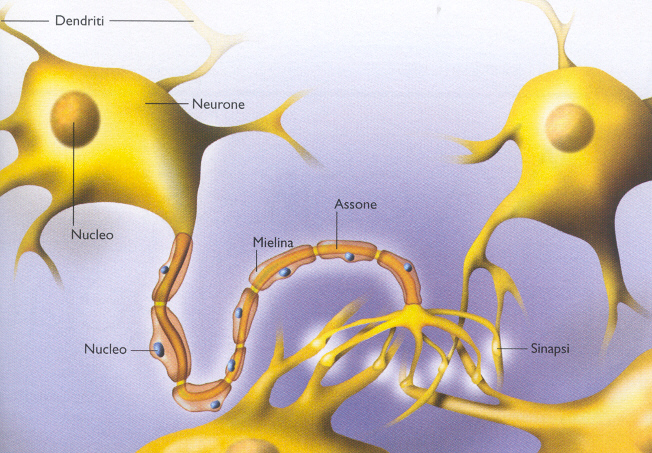 Dendriti
Neurone
Assone
Nucleo
Mielina
Nucleo
Sinapsi